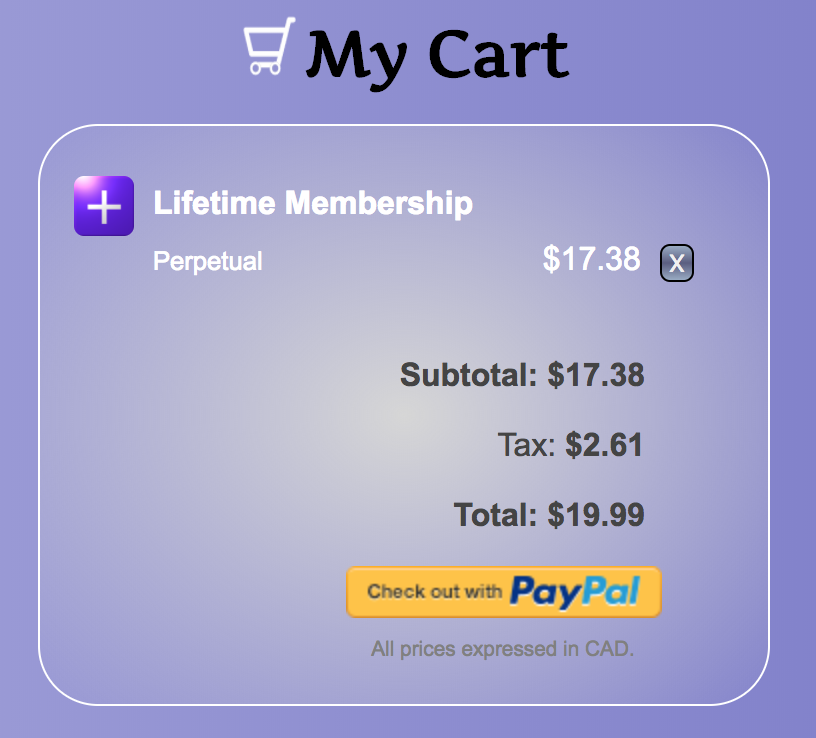 My Cart
Lifetime Membership
Perpetual $17.38 X
Subtotal: $17.38
Tax: $2.61
Total: $19.99
Check out with PayPal
All prices expressed in CAD.